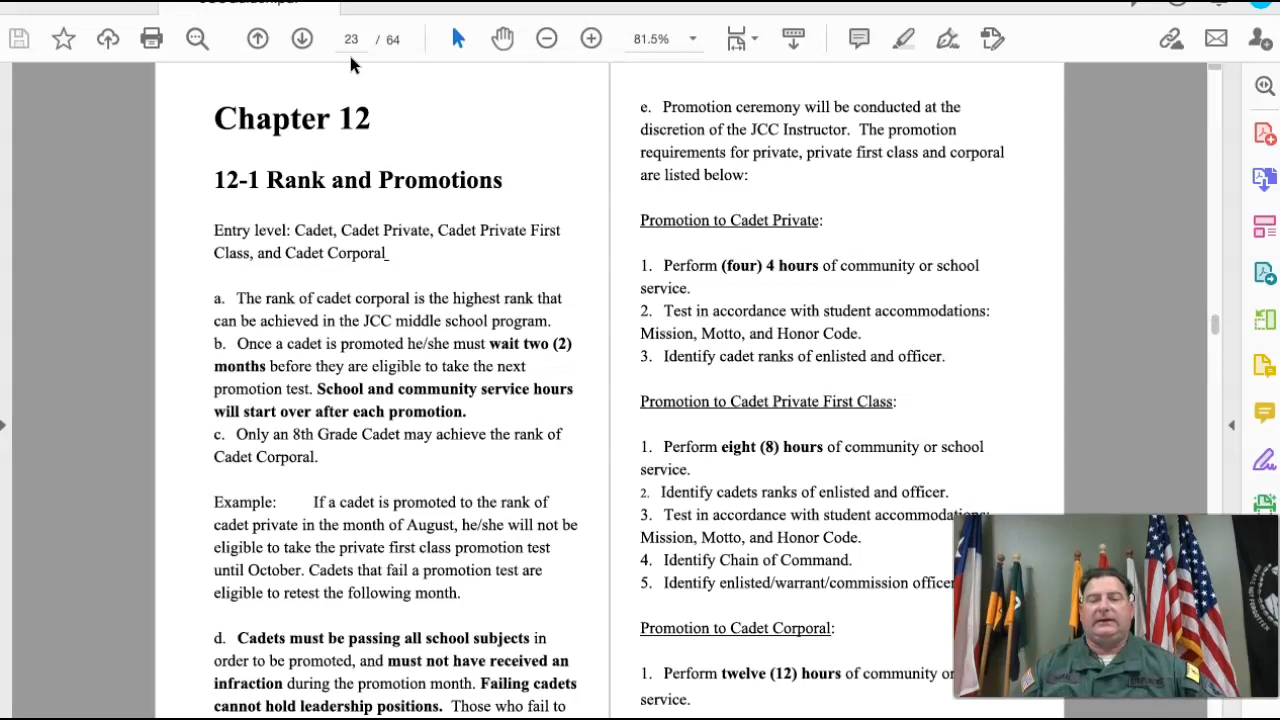 23 / 64
81.5%
Chapter 12
12-1 Rank and Promotions
Entry level: Cadet, Cadet Private, Cadet Private First
Class, and Cadet Corporal
a. The rank of cadet corporal is the highest rank that
can be achieved in the JCC middle school program.
b. Once a cadet is promoted he/she must wait two (2)
months before they are eligible to take the next
promotion test. School and community service hours
will start over after each promotion.
c. Only an 8th Grade Cadet may achieve the rank of
Cadet Corporal.
Example: If a cadet is promoted to the rank of
cadet private in the month of August, he/she will not be
eligible to take the private first class promotion test
until October. Cadets that fail a promotion test are
eligible to retest the following month.
d. Cadets must be passing all school subjects in
order to be promoted, and must not have received an
infraction during the promotion month. Failing cadets
cannot hold leadership positions. Those who fail to
e. Promotion ceremony will be conducted at the
discretion of the JCC Instructor. The promotion
requirements for private, private first class and corporal
are listed below:
Promotion to Cadet Private:
1. Perform (four) 4 hours of community or school
service.
2. Test in accordance with student accommodations:
Mission, Motto, and Honor Code.
3. Identify cadet ranks of enlisted and officer.
Promotion to Cadet Private First Class:
1. Perform eight (8) hours of community or school
service.
2. Identify cadets ranks of enlisted and officer.
3. Test in accordance with student accommodations:
Mission, Motto, and Honor Code.
4. Identify Chain of Command.
5. Identify enlisted/warrant/commission officer
Promotion to Cadet Corporal:
1. Perform twelve (12) hours of community or
service.